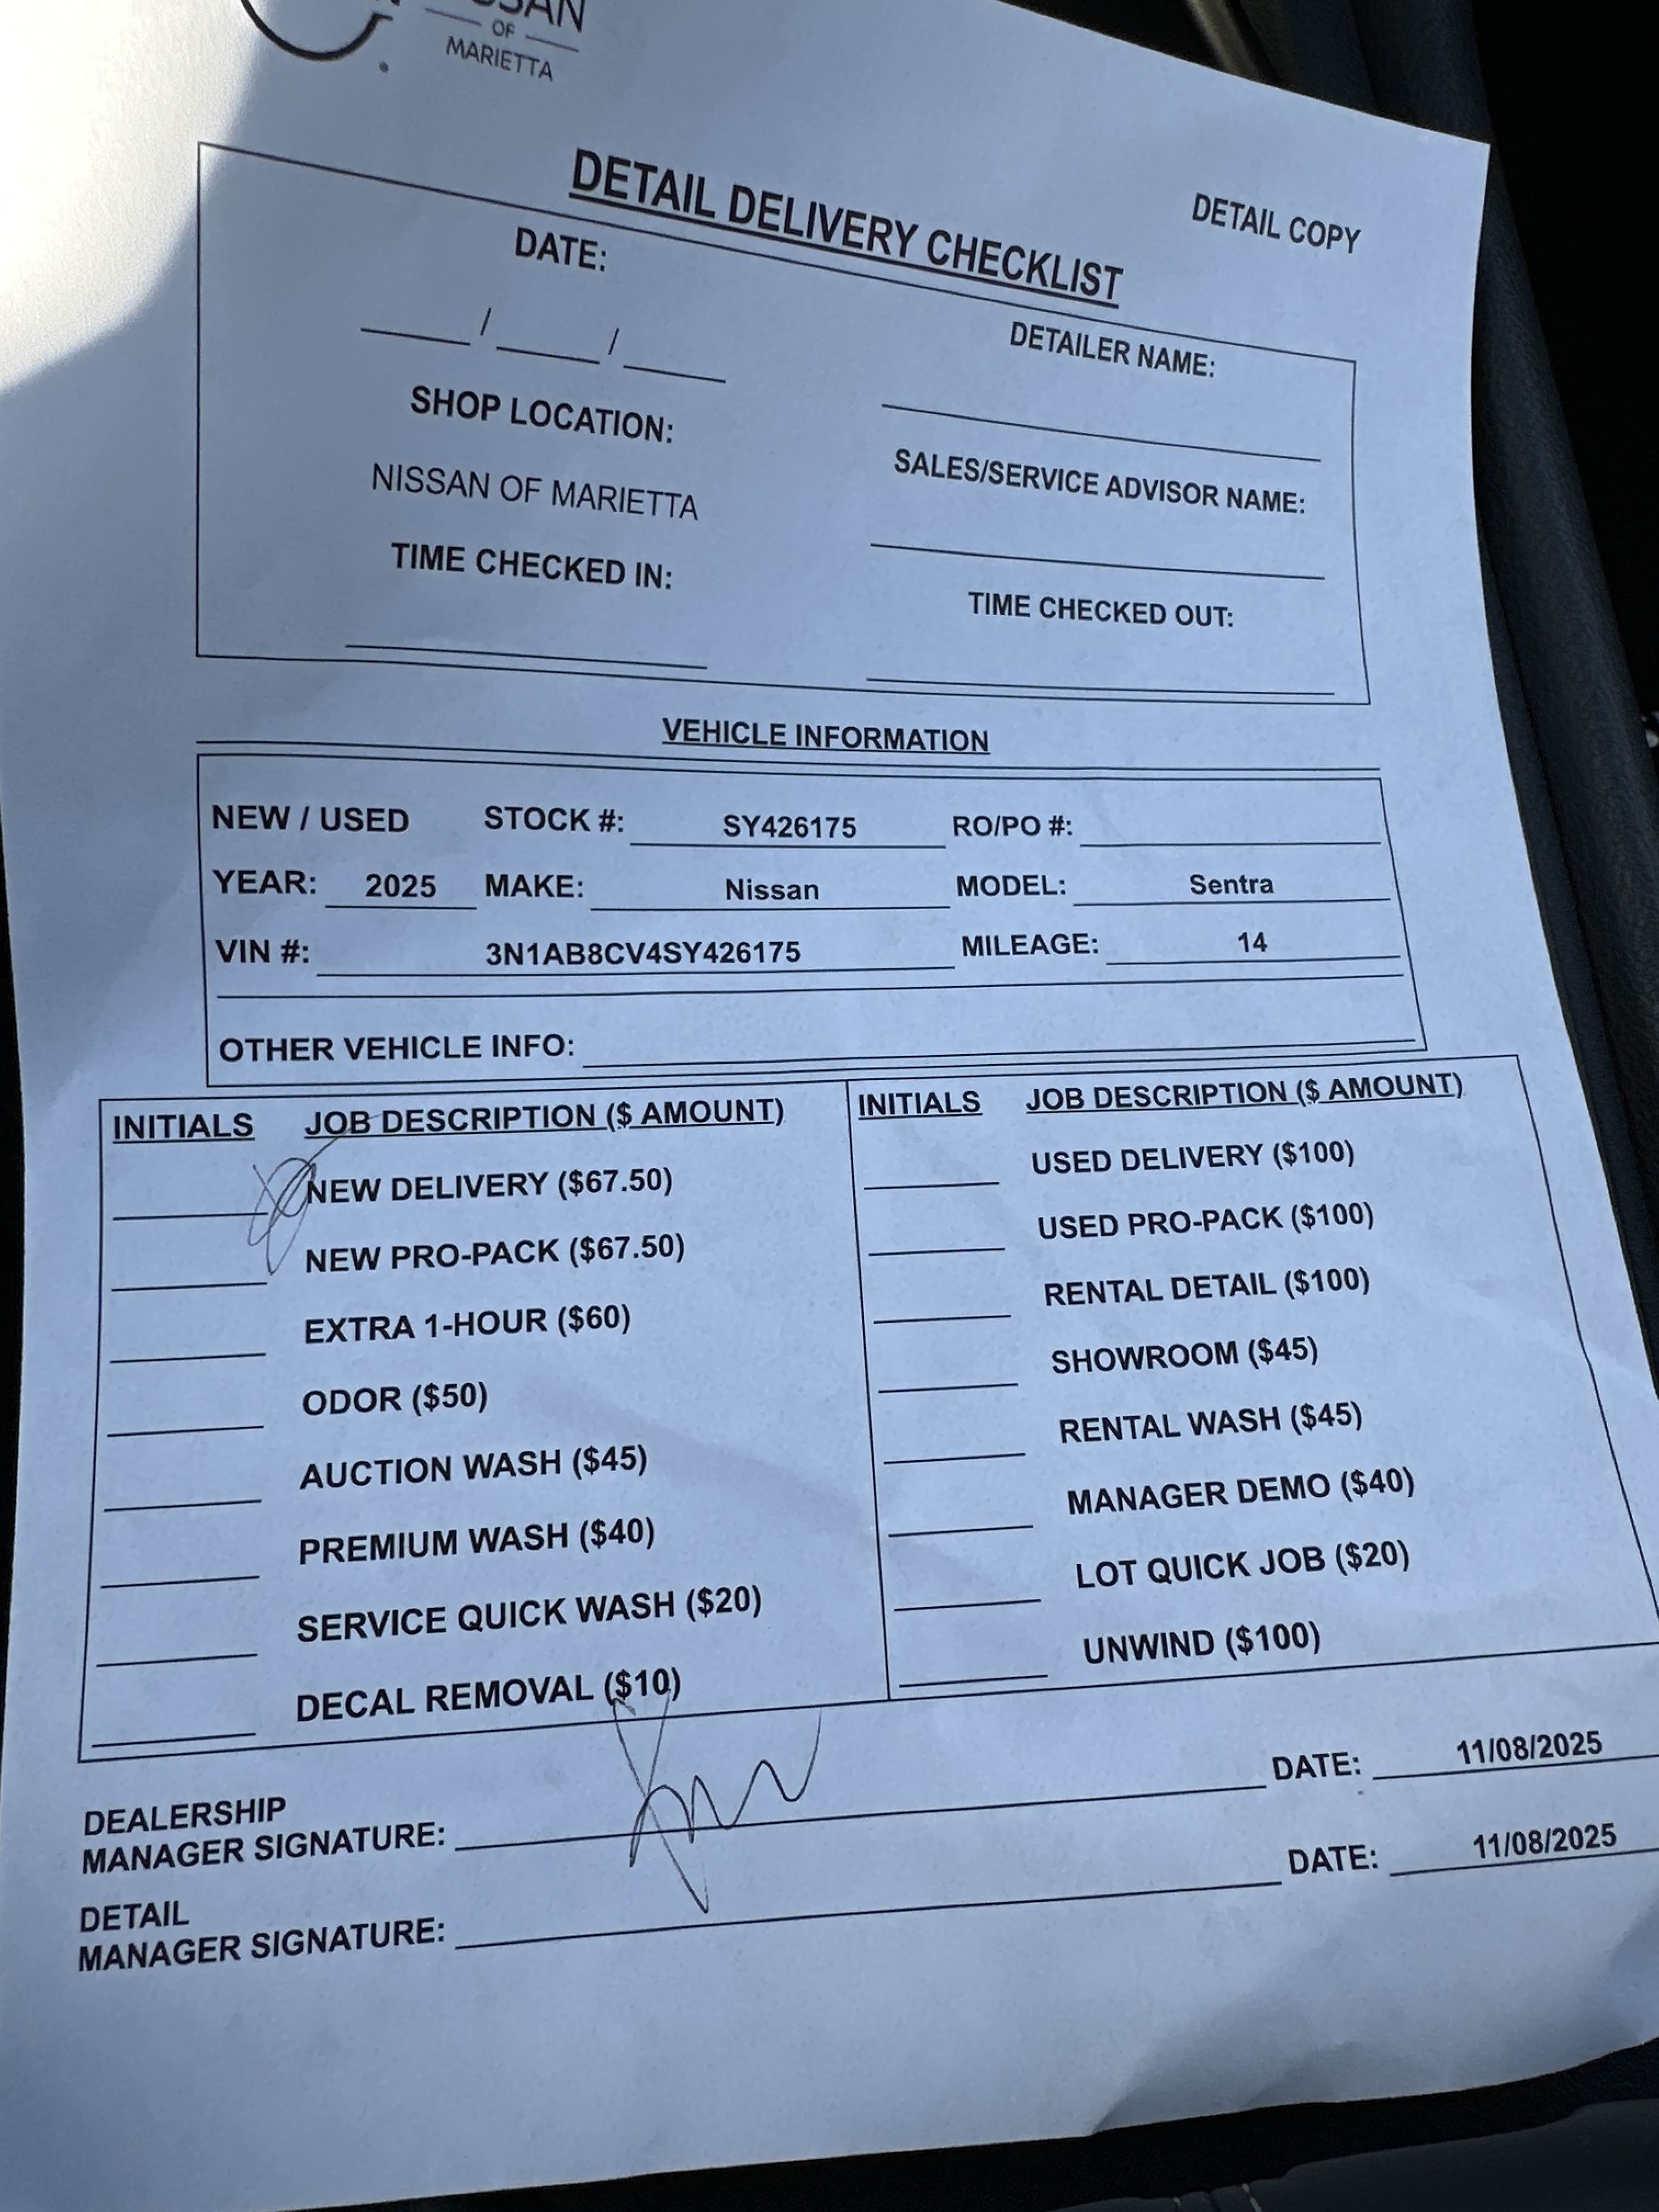 OF
MARIETTA
DETAIL COPY
DETAIL DELIVERY CHECKLIST
DATE:
DETAILER NAME:
___/___/___
SHOP LOCATION:
SALES/SERVICE ADVISOR NAME:
NISSAN OF MARIETTA
TIME CHECKED IN:
TIME CHECKED OUT:
VEHICLE INFORMATION
NEW / USED STOCK #: SY426175 RO/PO #:
YEAR: 2025 MAKE: Nissan MODEL: Sentra
VIN #: 3N1AB8CV4SY426175 MILEAGE: 14
OTHER VEHICLE INFO:
INITIALS JOB DESCRIPTION ($ AMOUNT)
NEW DELIVERY ($67.50)
NEW PRO-PACK ($67.50)
EXTRA 1-HOUR ($60)
ODOR ($50)
AUCTION WASH ($45)
PREMIUM WASH ($40)
SERVICE QUICK WASH ($20)
DECAL REMOVAL ($10)
INITIALS JOB DESCRIPTION ($ AMOUNT)
USED DELIVERY ($100)
USED PRO-PACK ($100)
RENTAL DETAIL ($100)
SHOWROOM ($45)
RENTAL WASH ($45)
MANAGER DEMO ($40)
LOT QUICK JOB ($20)
UNWIND ($100)
DEALERSHIP
MANAGER SIGNATURE: DATE: 11/08/2025
DETAIL
MANAGER SIGNATURE: DATE: 11/08/2025